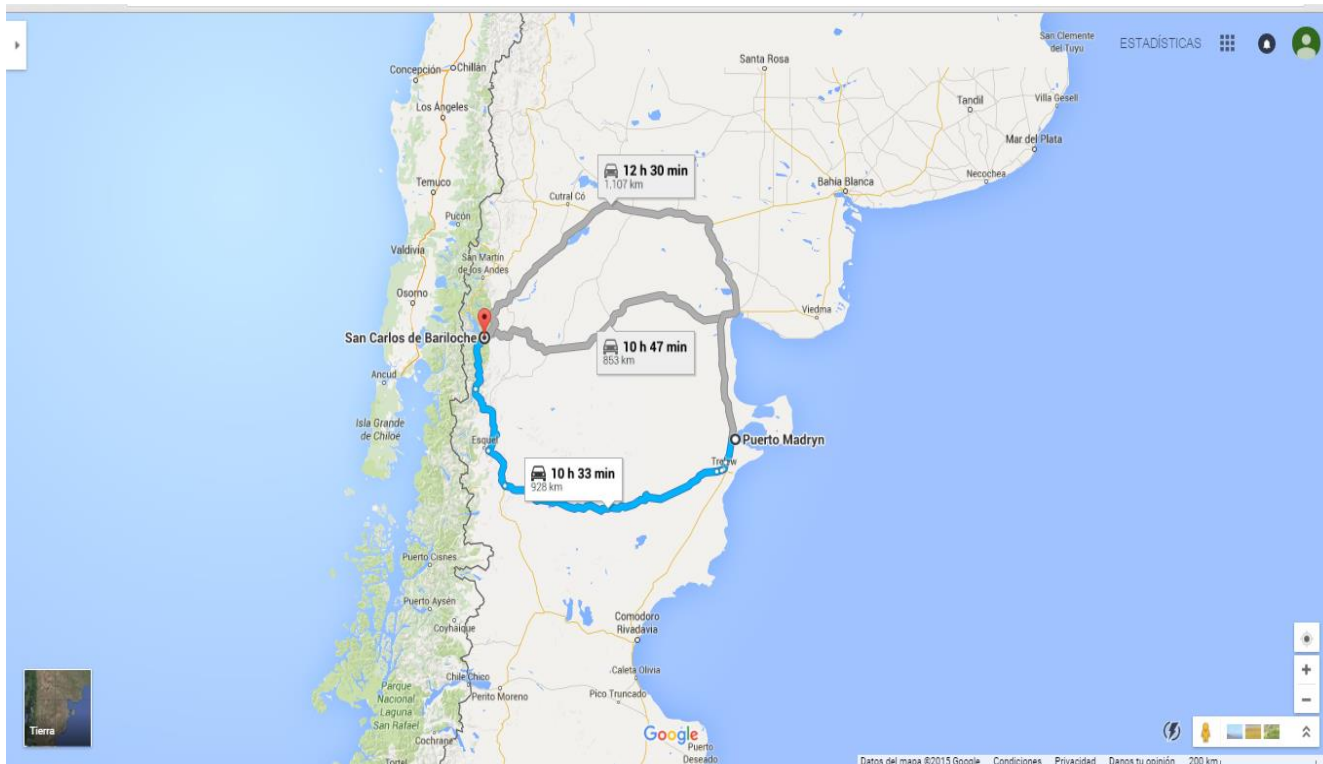 San Clemente
del Tuyu
ESTADÍSTICAS
Santa Rosa
Concepción
Chillán
Los Ángeles
Tandil
Villa Gesell
Mar del Plata
12 h 30 min
1.107 km
Necochea
Bahía Blanca
Temuco
Cutral Có
Pucón
Valdivia
San Martín
de los Andes
Osorno
Viedma
San Carlos de Bariloche
10 h 47 min
853 km
Ancud
Isla Grande
de Chiloé
Esquel
Puerto Madryn
Trelew
10 h 33 min
928 km
Puerto Cisnes
Puerto Aysén
Coyhaique
Comodoro
Rivadavia
Caleta Olivia
Chile Chico
Perito Moreno
Pico Truncado
Parque
Nacional
Laguna
San Rafael
Tierra
Cochrane
Google
Puerto
Deseado
Tortel
Datos del mapa ©2015 Google Condiciones Privacidad Danos tu opinión 200 km